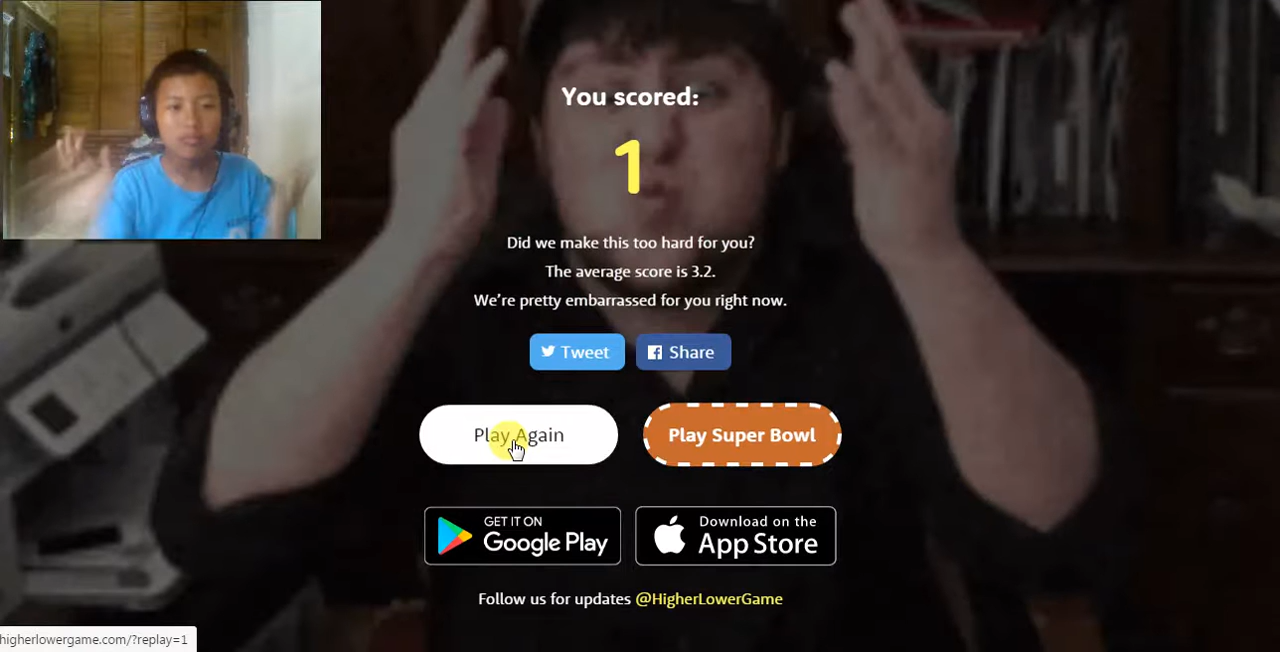 You scored:
1
Did we make this too hard for you?
The average score is 3.2.
We're pretty embarrassed for you right now.
Tweet
Share
Play Again
Play Super Bowl
GET IT ON
Google Play
Download on the
App Store
Follow us for updates @HigherLowerGame
higherlowergame.com/?replay=1